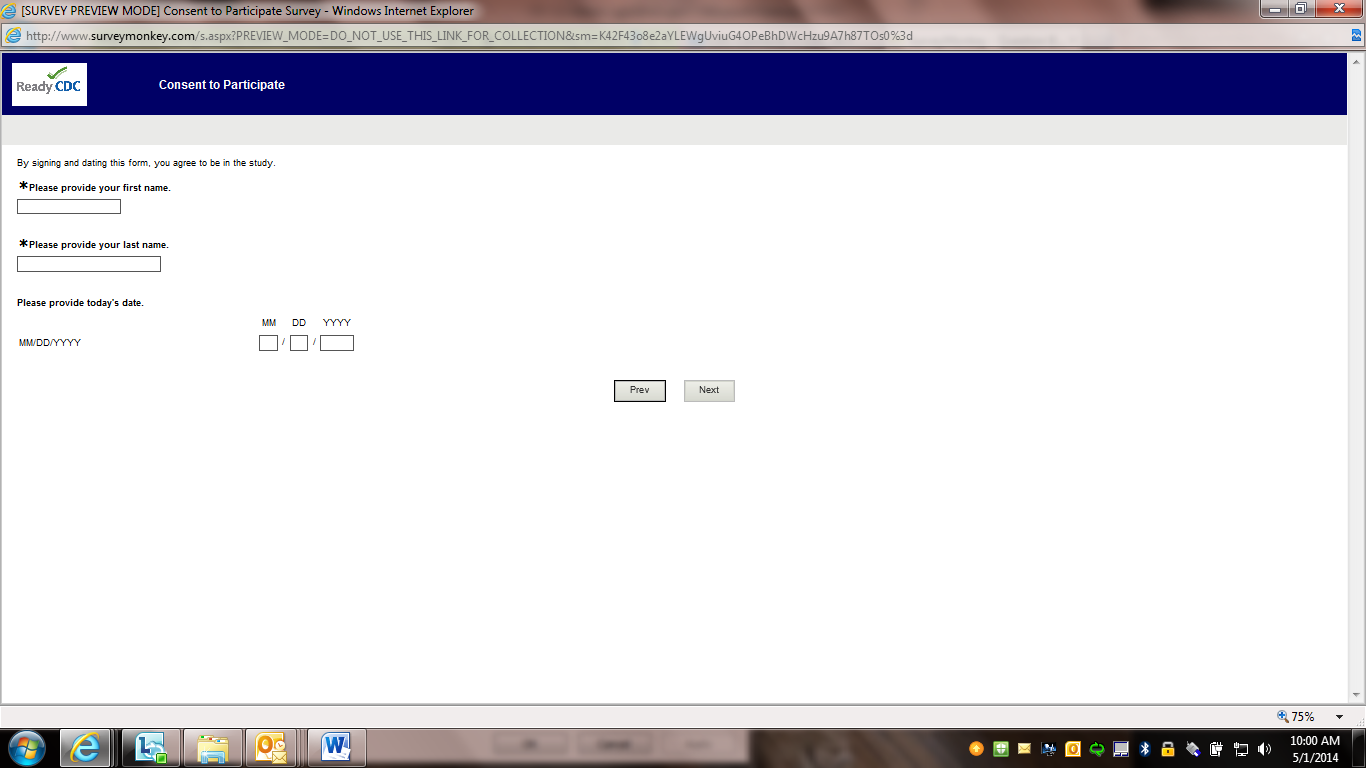 [SURVEY PREVIEW MODE] Consent to Participate Survey - Windows Internet Explorer
http://www.surveymonkey.com/s.aspx?PREVIEW_MODE=DO_NOT_USE_THIS_LINK_FOR_COLLECTION&sm=K42F43o8e2aYLEWgUviuG4OPeBhDWcHzu9A7h87TOs0%3d
Ready CDC
Consent to Participate
By signing and dating this form, you agree to be in the study.
*Please provide your first name.
*Please provide your last name.
Please provide today's date.
MM DD YYYY
MM/DD/YYYY / /
Prev Next
75%
10:00 AM
5/1/2014